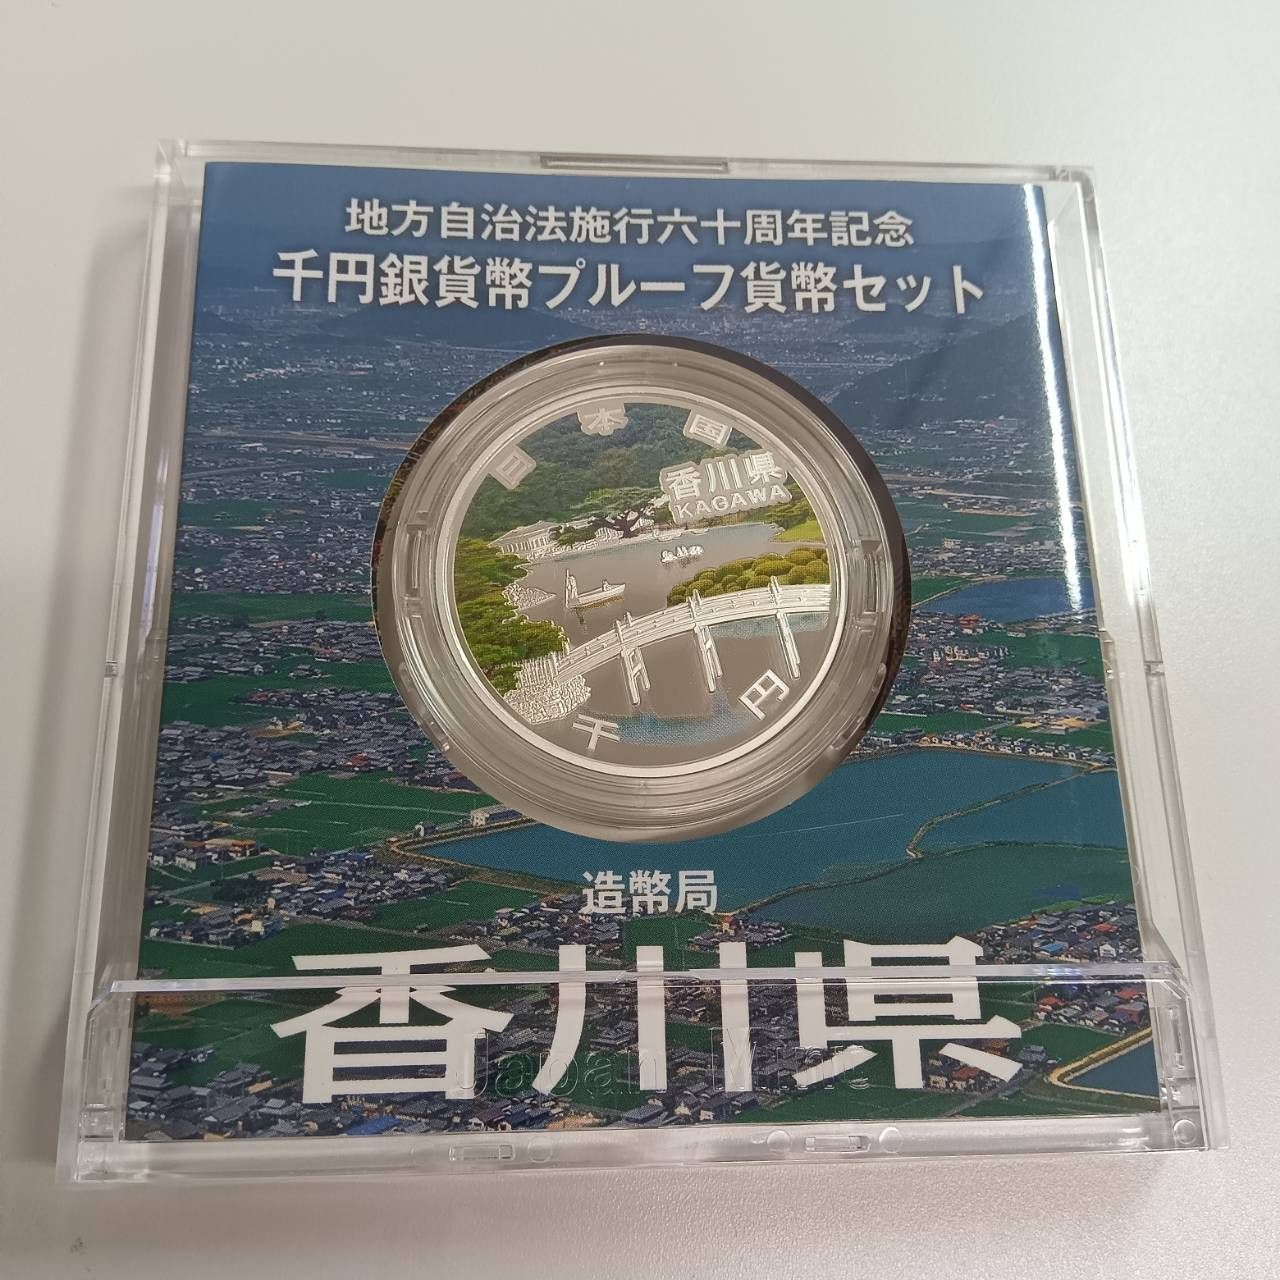 地方自治法施行六十周年記念
千円銀貨幣プルーフ貨幣セット
日本国
香川県
KAGAWA
千円
造幣局
香川県
Japan Mint